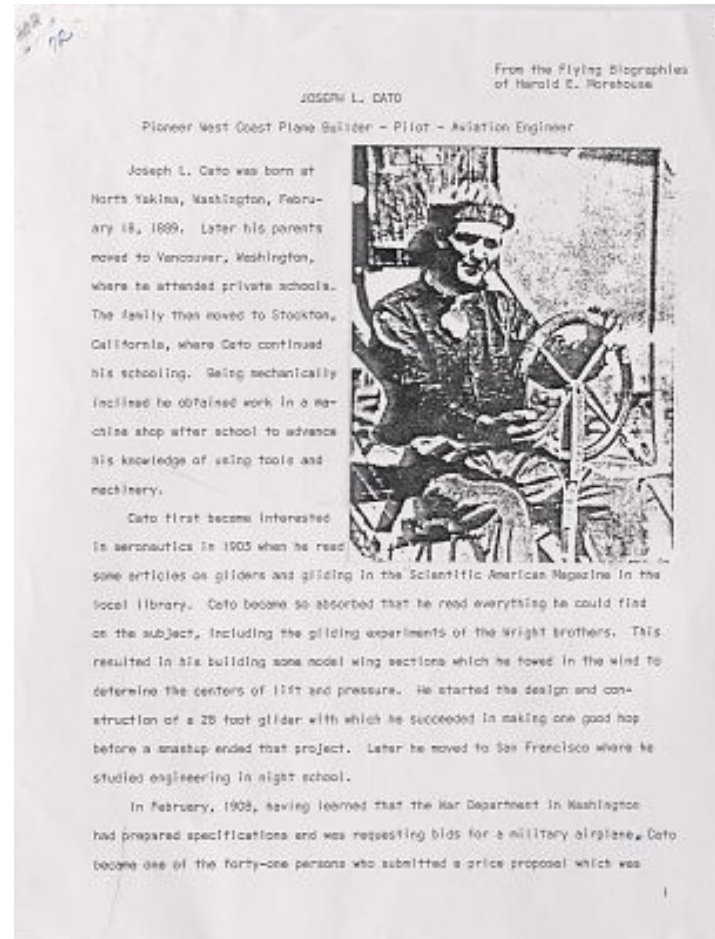 72
From the Flying Biographies
of Harold E. Morehouse
JOSEPH L. CATO
Pioneer West Coast Plane Builder - Pilot - Aviation Engineer
Joseph L. Cato was born at
North Yakima, Washington, Febru-
ary 18, 1889. Later his parents
moved to Vancouver, Washington,
where he attended private schools.
The family then moved to Stockton,
California, where Cato continued
his schooling. Being mechanically
inclined he obtained work in a ma-
chine shop after school to advance
his knowledge of using tools and
machinery.
Cato first became interested
in aeronautics in 1903 when he read
some articles on gliders and gliding in the Scientific American Magazine in the
local library. Cato became so absorbed that he read everything he could find
on the subject, including the gliding experiments of the Wright brothers. This
resulted in his building some model wing sections which he towed in the wind to
determine the centers of lift and pressure. He started the design and con-
struction of a 25 foot glider with which he succeeded in making one good hop
before a smashup ended that project. Later he moved to San Francisco where he
studied engineering in night school.
In February, 1908, having learned that the War Department in Washington
had prepared specifications and was requesting bids for a military airplane, Cato
became one of the forty-one persons who submitted a price proposal which was
1